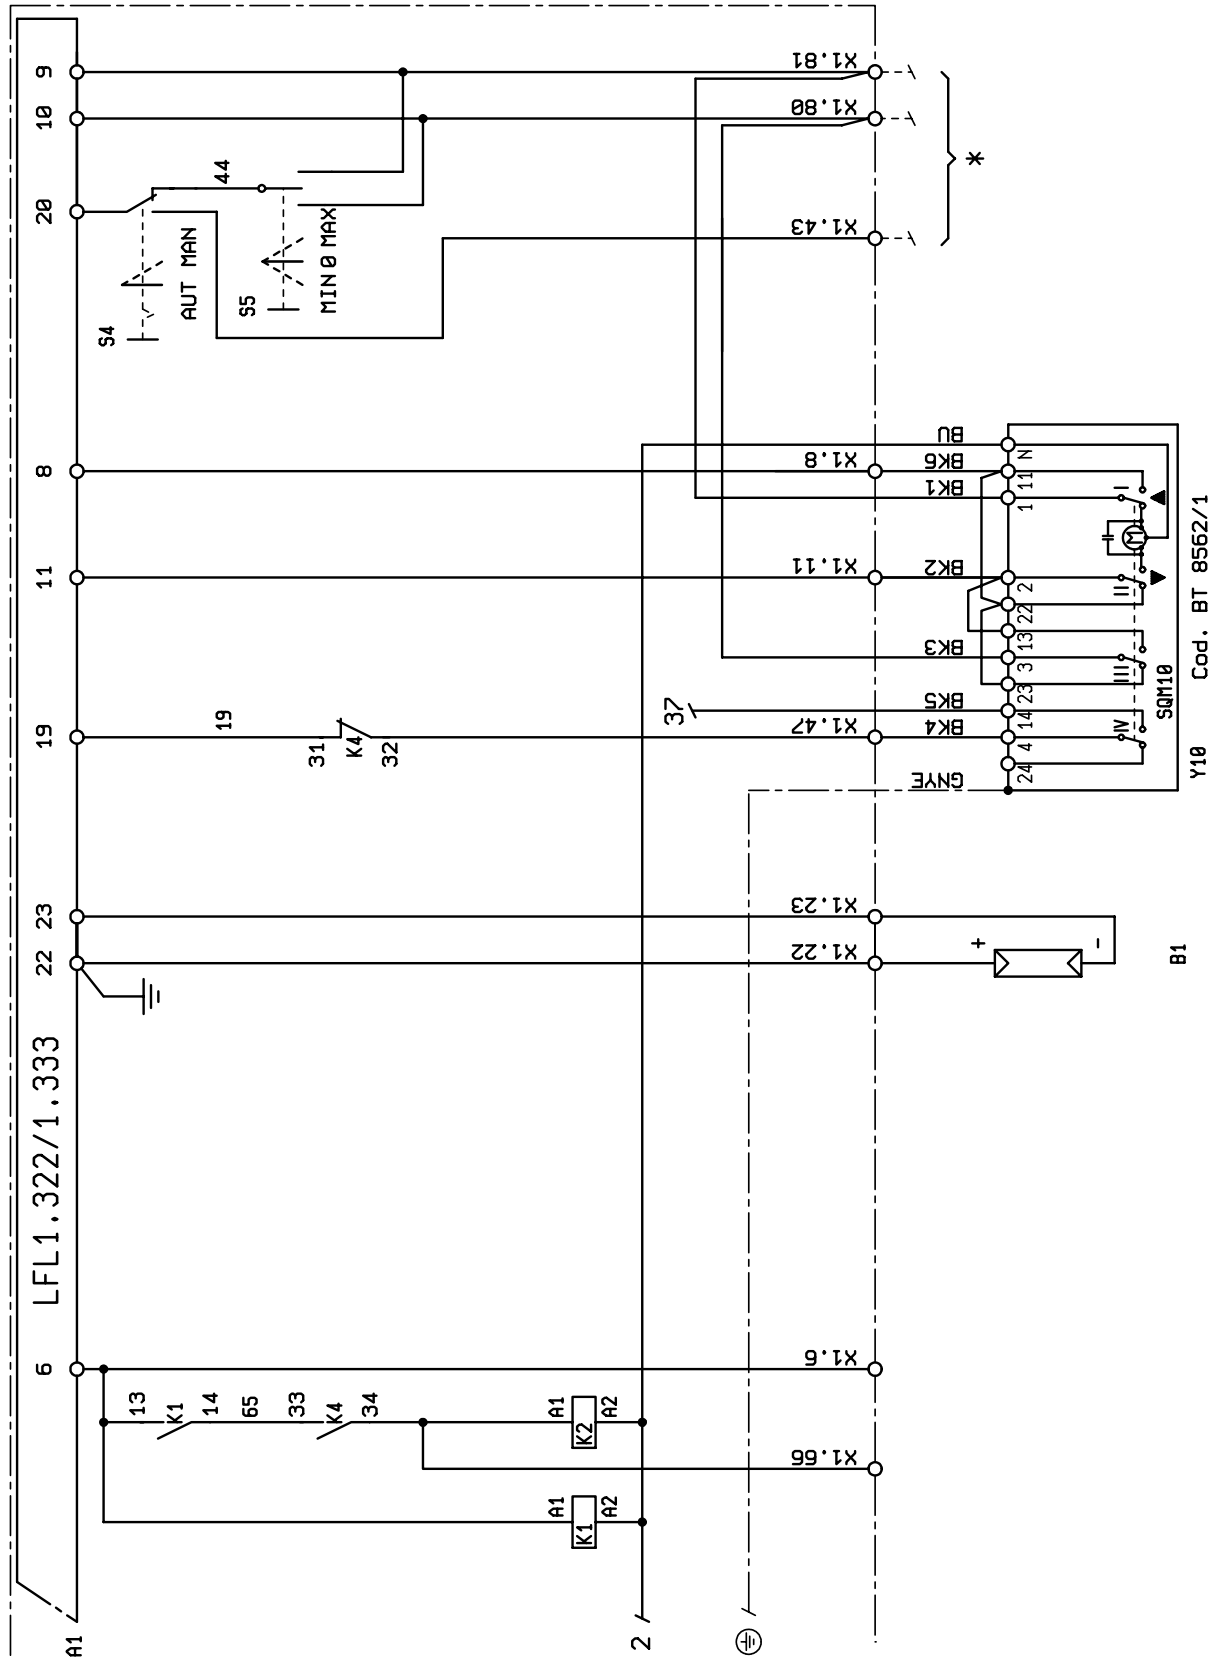 A1
LFL1.322/1.333
6
22
23
19
11
8
20
10
9
13
K1
14
65
33
K4
34
19
31
K4
32
S4
AUT MAN
44
S5
MIN 0 MAX
A1
K2
A2
A1
K1
A2
2
37
X1.66
X1.6
X1.22
X1.23
X1.47
X1.11
X1.8
X1.43
X1.80
X1.81
*
GNYE
BK4
BK5
BK3
BK2
BK1
BK6
BU
24
4
14
23
3
13
22
2
1
11
N
IV
III
II
I
M
SQM10
Y10
Cod. BT 8562/1
+
-
B1